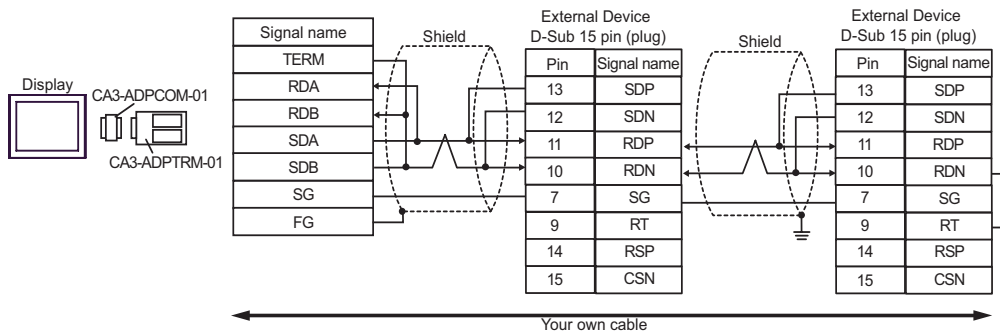 Display
CA3-ADPCOM-01
CA3-ADPTRM-01
Signal name
TERM
RDA
RDB
SDA
SDB
SG
FG
Shield
External Device
D-Sub 15 pin (plug)
Pin Signal name
13 SDP
12 SDN
11 RDP
10 RDN
7 SG
9 RT
14 RSP
15 CSN
Shield
External Device
D-Sub 15 pin (plug)
Pin Signal name
13 SDP
12 SDN
11 RDP
10 RDN
7 SG
9 RT
14 RSP
15 CSN
Your own cable